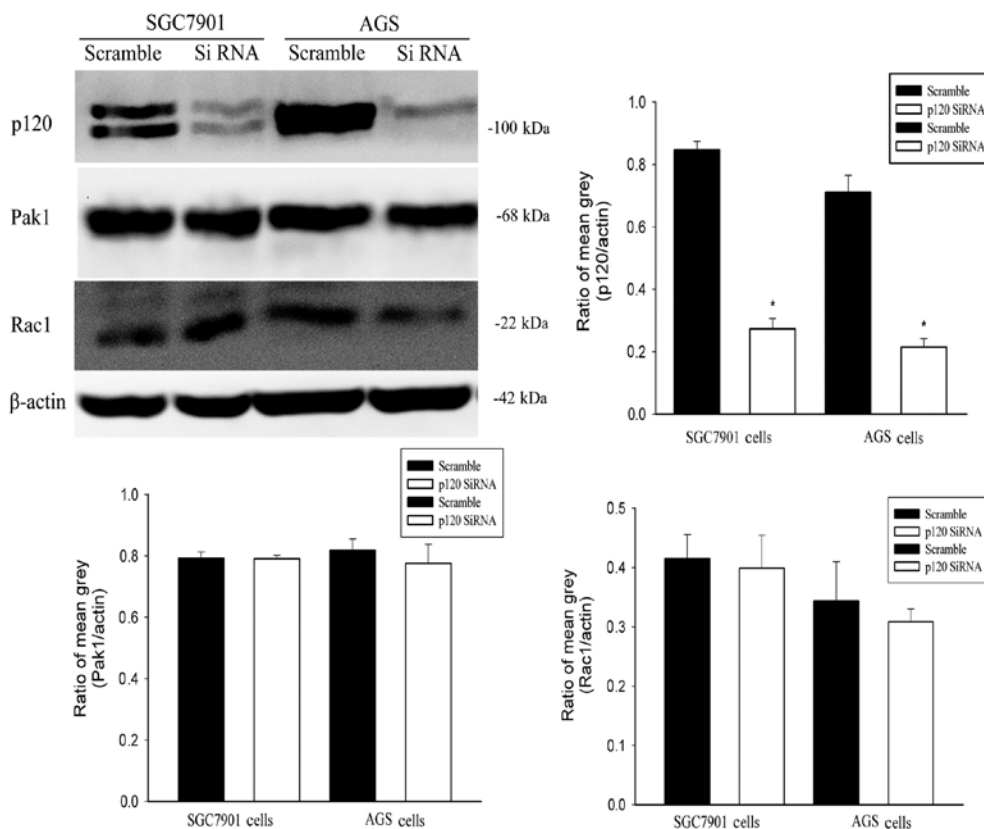 SGC7901 AGS
Scramble Si RNA Scramble Si RNA
p120
-100 kDa
Pak1
-68 kDa
Rac1
-22 kDa
β-actin
-42 kDa
Scramble
p120 SiRNA
Scramble
p120 SiRNA
Ratio of mean grey
(p120/actin)
1.0
0.8
0.6
0.4
0.2
0.0
*
*
SGC7901 cells AGS cells
Scramble
p120 SiRNA
Scramble
p120 SiRNA
Ratio of mean grey
(Pak1/actin)
1.0
0.8
0.6
0.4
0.2
0.0
SGC7901 cells AGS cells
Scramble
p120 SiRNA
Scramble
p120 SiRNA
Ratio of mean grey
(Rac1/actin)
0.5
0.4
0.3
0.2
0.1
0.0
SGC7901 cells AGS cells